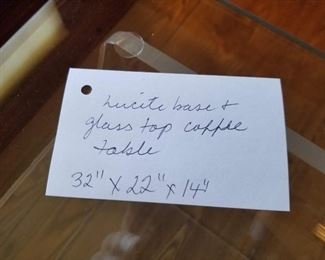 Lucite base +
glass top coffee
table
32" x 22" x 14"